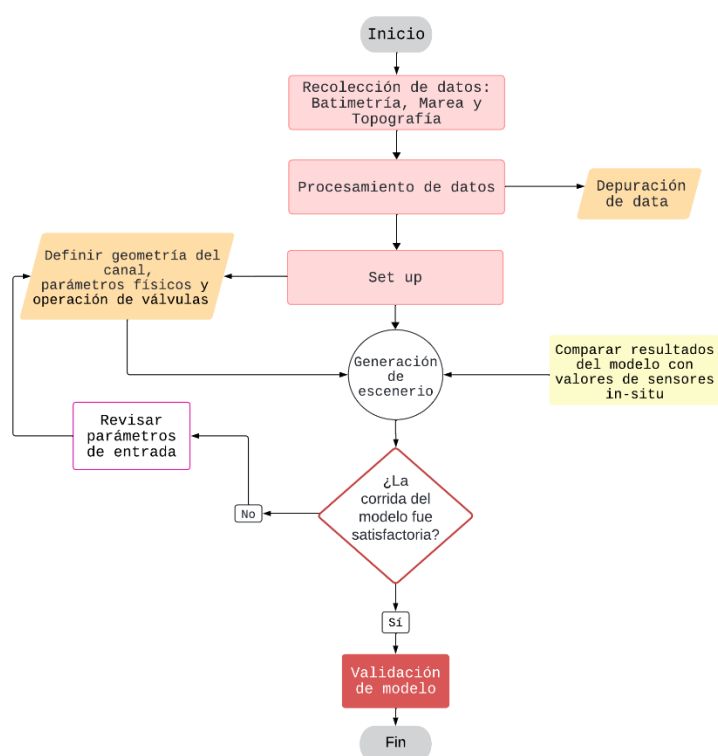 Inicio
Recolección de datos:
Batimetría, Marea y
Topografía
Procesamiento de datos
Depuración
de data
Definir geometría del
canal,
parámetros físicos y
operación de válvulas
Set up
Generación
de
escenerio
Comparar resultados
del modelo con
valores de sensores
in-situ
Revisar
parámetros
de entrada
¿La
corrida del
modelo fue
satisfactoria?
No
Sí
Validación
de modelo
Fin